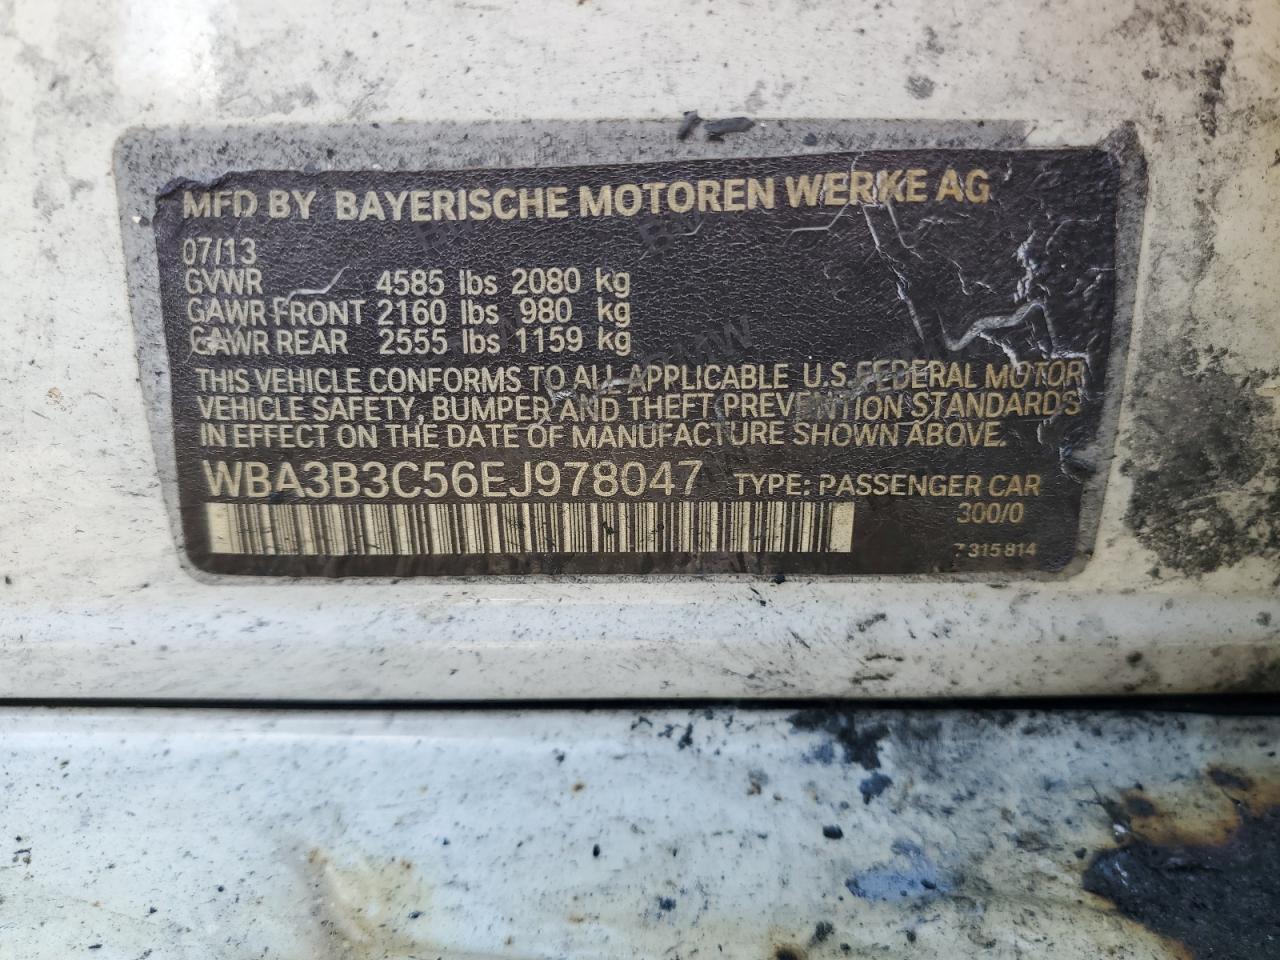 MFD BY BAYERISCHE MOTOREN WERKE AG
07/13
GVWR 4585 lbs 2080 kg
GAWR FRONT 2160 lbs 980 kg
GAWR REAR 2555 lbs 1159 kg
THIS VEHICLE CONFORMS TO ALL APPLICABLE U.S. FEDERAL MOTOR
VEHICLE SAFETY, BUMPER AND THEFT PREVENTION STANDARDS
IN EFFECT ON THE DATE OF MANUFACTURE SHOWN ABOVE.
WBA3B3C56EJ978047 TYPE: PASSENGER CAR
300/0
7 315 814